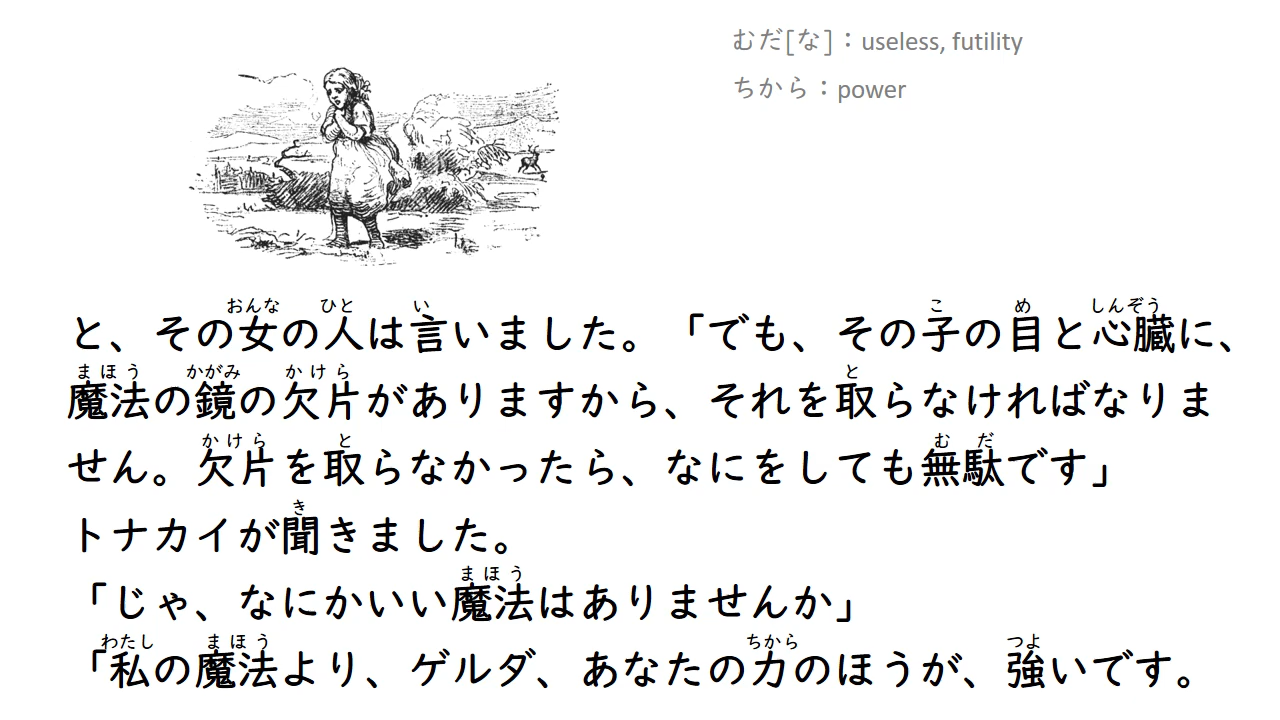 むだ[な]：useless, futility
ちから：power
と、その女の人は言いました。「でも、その子の目と心臓に、
魔法の鏡の欠片がありますから、それを取らなければなりま
せん。欠片を取らなかったら、なにをしても無駄です」
トナカイが聞きました。
「じゃ、なにかいい魔法はありませんか」
「私の魔法より、ゲルダ、あなたの力のほうが、強いです。